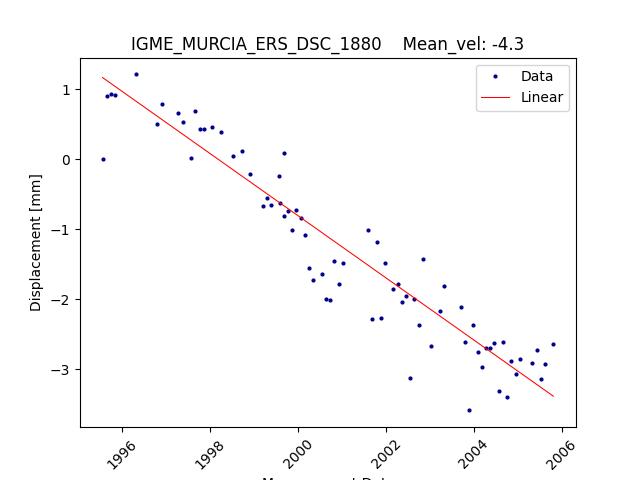 IGME_MURCIA_ERS_DSC_1880    Mean_vel: -4.3
Data
Linear
Displacement [mm]
1
0
−1
−2
−3
1996
1998
2000
2002
2004
2006